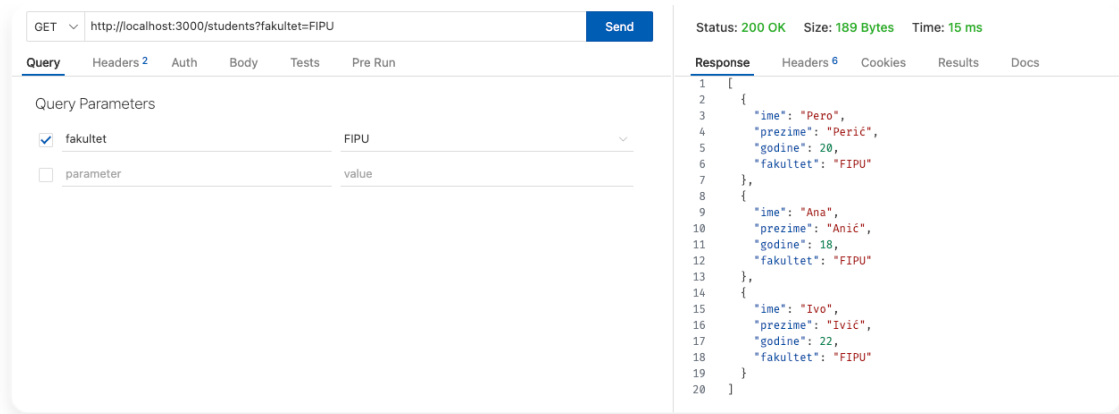 GET http://localhost:3000/students?fakultet=FIPU Send
Query Headers 2 Auth Body Tests Pre Run
Query Parameters
fakultet FIPU
parameter value
Status: 200 OK Size: 189 Bytes Time: 15 ms
Response Headers 6 Cookies Results Docs
1 [
2 {
3 "ime": "Pero",
4 "prezime": "Perić",
5 "godine": 20,
6 "fakultet": "FIPU"
7 },
8 {
9 "ime": "Ana",
10 "prezime": "Anić",
11 "godine": 18,
12 "fakultet": "FIPU"
13 },
14 {
15 "ime": "Ivo",
16 "prezime": "Ivić",
17 "godine": 22,
18 "fakultet": "FIPU"
19 }
20 ]